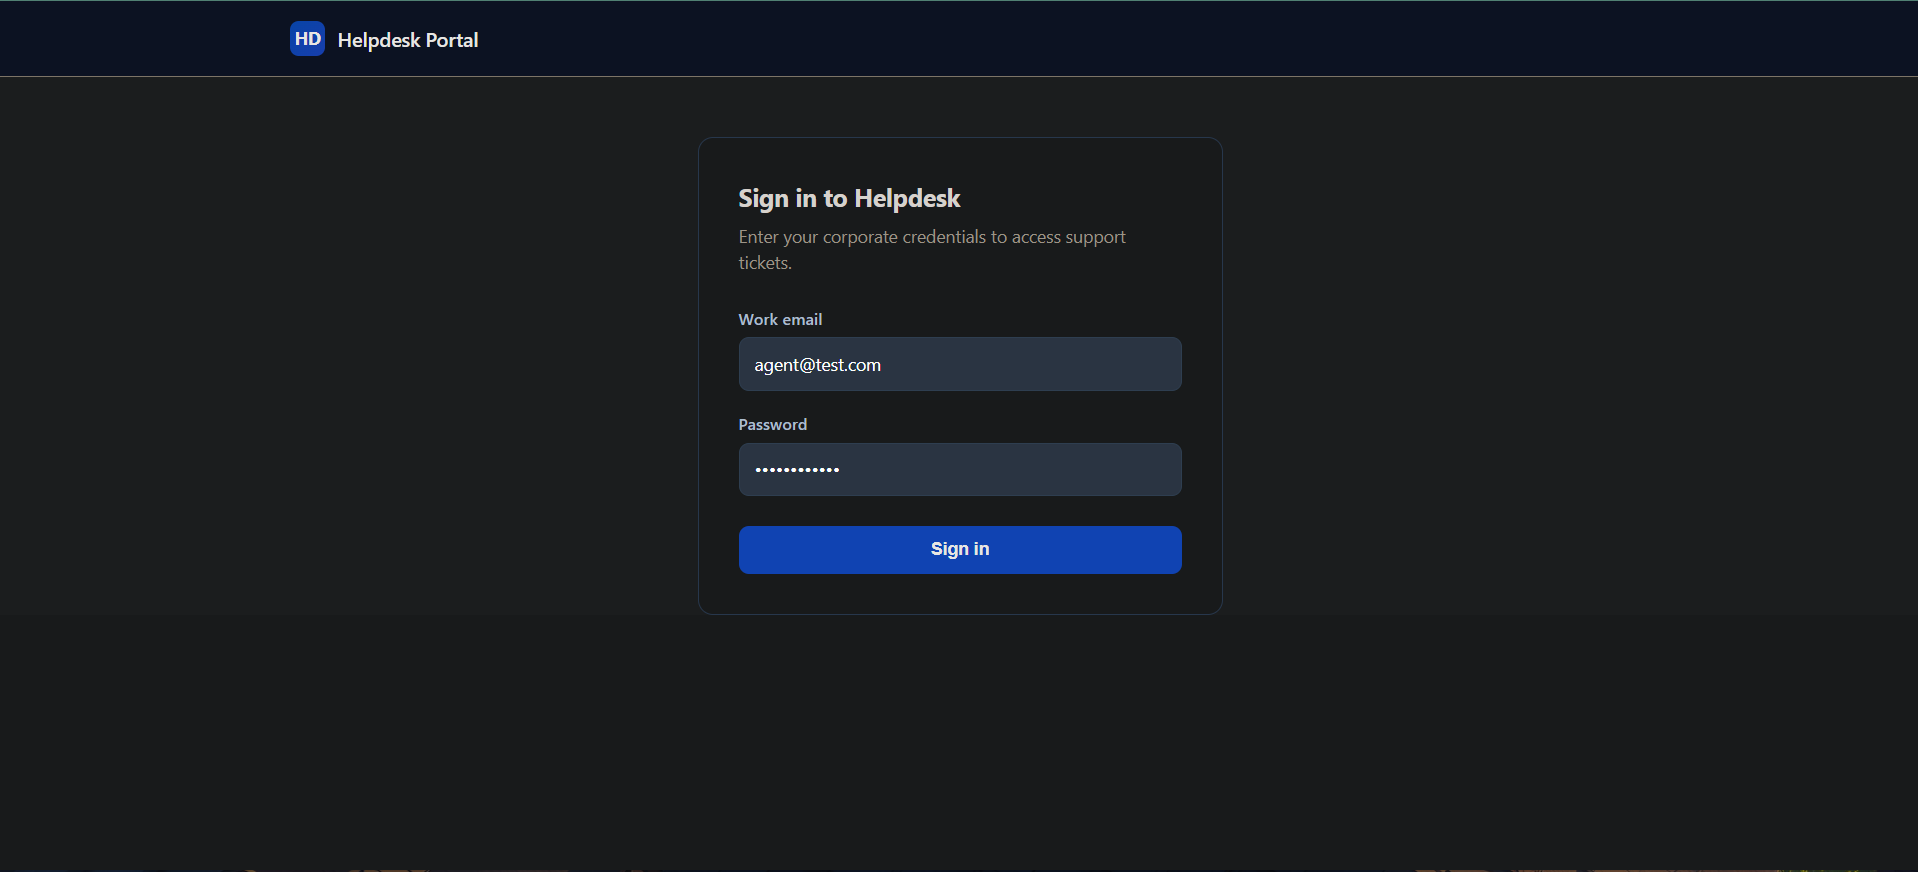 HD Helpdesk Portal
Sign in to Helpdesk
Enter your corporate credentials to access support
tickets.
Work email
agent@test.com
Password
••••••••••••
Sign in